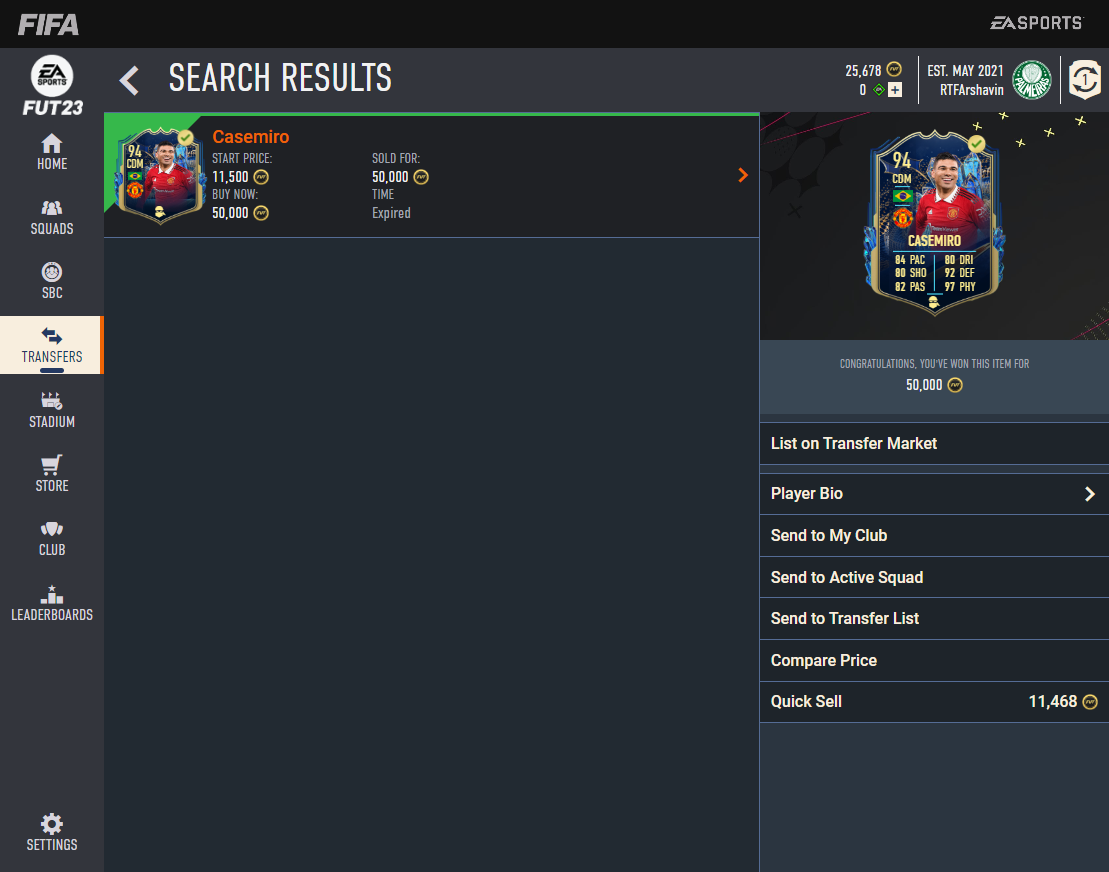 FIFA
EA SPORTS
EA SPORTS
FUT23
HOME
SQUADS
SBC
TRANSFERS
STADIUM
STORE
CLUB
LEADERBOARDS
SETTINGS
SEARCH RESULTS
25,678
0
EST. MAY 2021
RTFArshavin
PALMEIRAS
1
94
CDM
Casemiro
START PRICE:
11,500
BUY NOW:
50,000
SOLD FOR:
50,000
TIME
Expired
94
CDM
CASEMIRO
84 PAC 80 DRI
80 SHO 92 DEF
82 PAS 97 PHY
CONGRATULATIONS, YOU'VE WON THIS ITEM FOR
50,000
List on Transfer Market
Player Bio
Send to My Club
Send to Active Squad
Send to Transfer List
Compare Price
Quick Sell 11,468